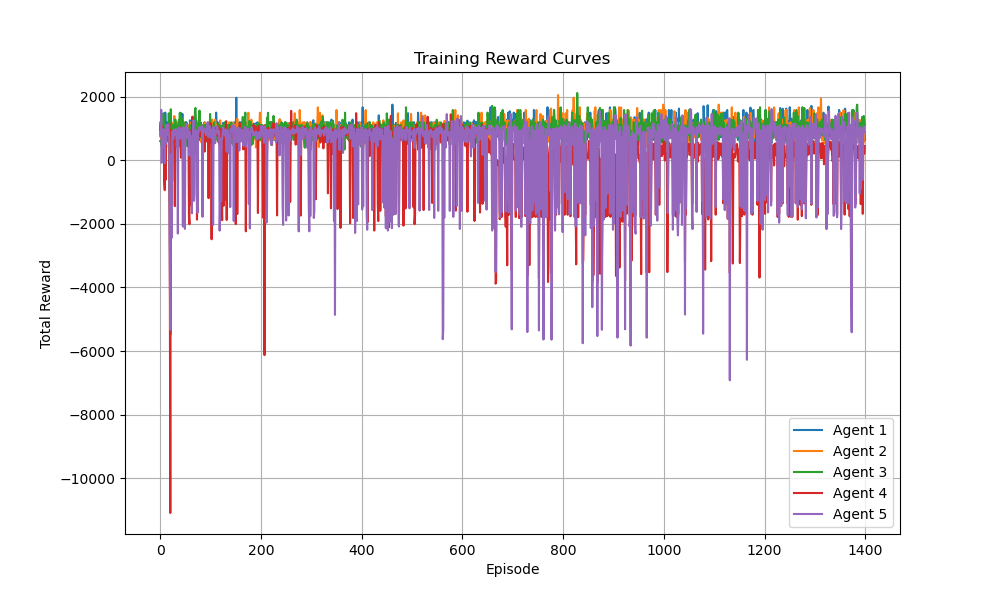 Training Reward Curves
Total Reward
2000
0
−2000
−4000
−6000
−8000
−10000
0 200 400 600 800 1000 1200 1400
Episode
Agent 1
Agent 2
Agent 3
Agent 4
Agent 5